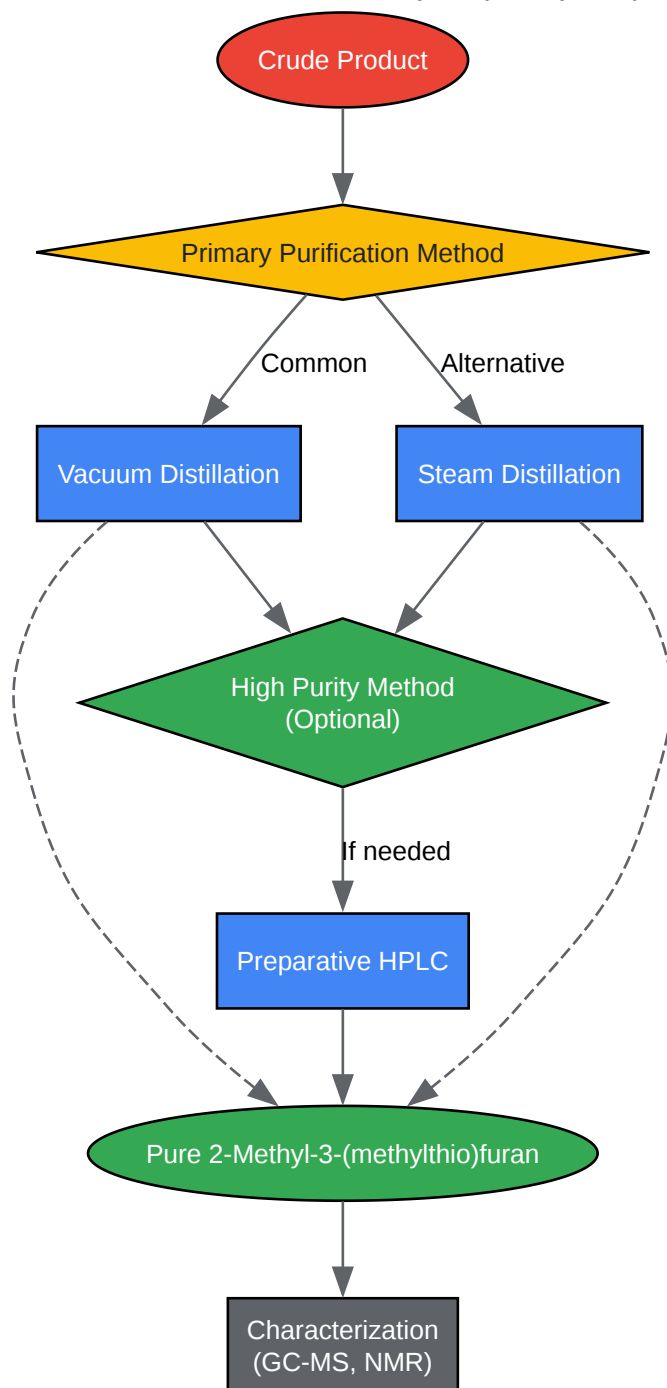 Crude Product
Primary Purification Method
Common
Alternative
Vacuum Distillation
Steam Distillation
High Purity Method
(Optional)
If needed
Preparative HPLC
Pure 2-Methyl-3-(methylthio)furan
Characterization
(GC-MS, NMR)